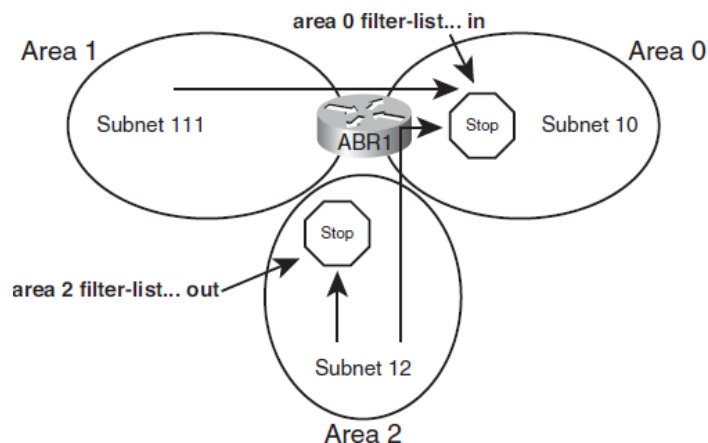 area 0 filter-list... in
Area 1
Area 0
Subnet 111
Stop
Subnet 10
ABR1
Stop
area 2 filter-list... out
Subnet 12
Area 2